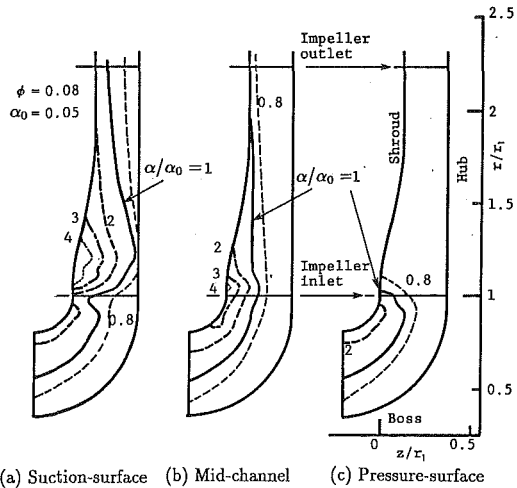 Impeller
outlet
2.5
ϕ = 0.08
α₀ = 0.05
0.8
2
Shroud
Hub
r/r₁
α/α₀ = 1
α/α₀ = 1
1.5
3
4
2
2
3
4
Impeller
inlet
0.8
1
0.8
2
0.5
Boss
0
0.5
z/r₁
(a) Suction-surface (b) Mid-channel (c) Pressure-surface